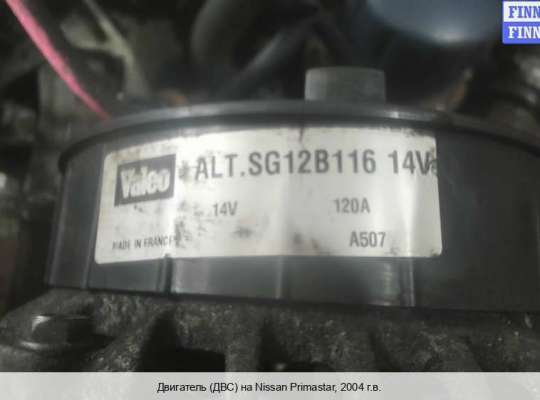 FINN
FINN
Valeo
ALT.SG12B116 14V
14V 120A
MADE IN FRANCE A507
Двигатель (ДВС) на Nissan Primastar, 2004 г.в.